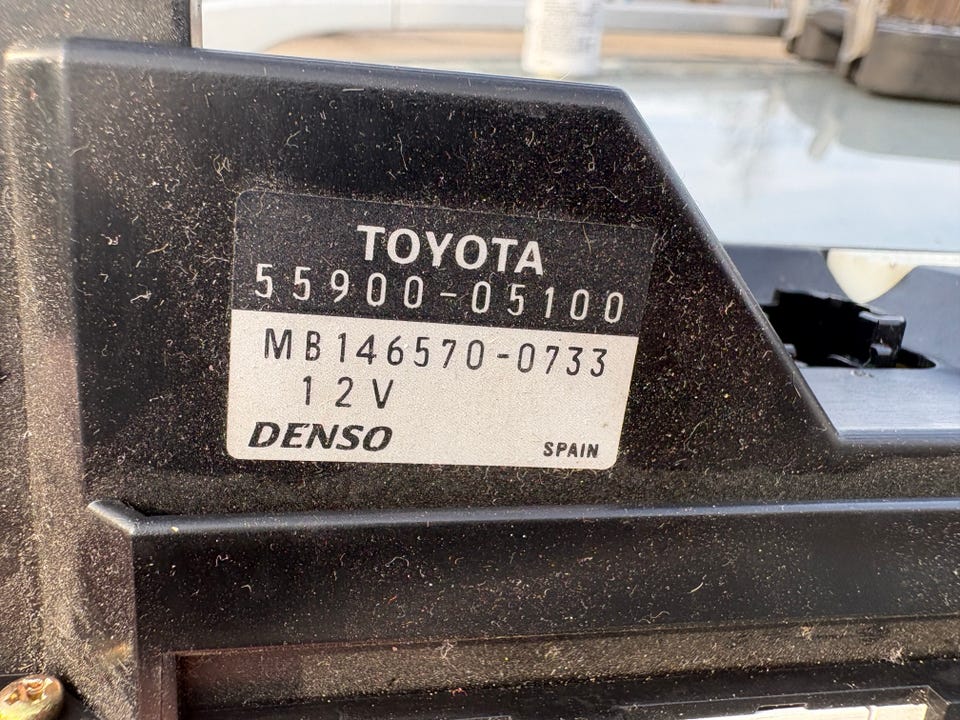 TOYOTA
55900-05100
MB146570-0733
12V
DENSO
SPAIN